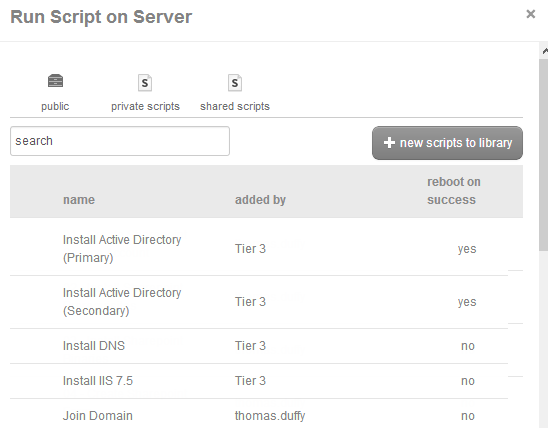 Run Script on Server
×
S
S
public
private scripts
shared scripts
search
+ new scripts to library
name
added by
reboot on
success
Install Active Directory
(Primary)
Tier 3
yes
Install Active Directory
(Secondary)
Tier 3
yes
Install DNS
Tier 3
no
Install IIS 7.5
Tier 3
no
Join Domain
thomas.duffy
no